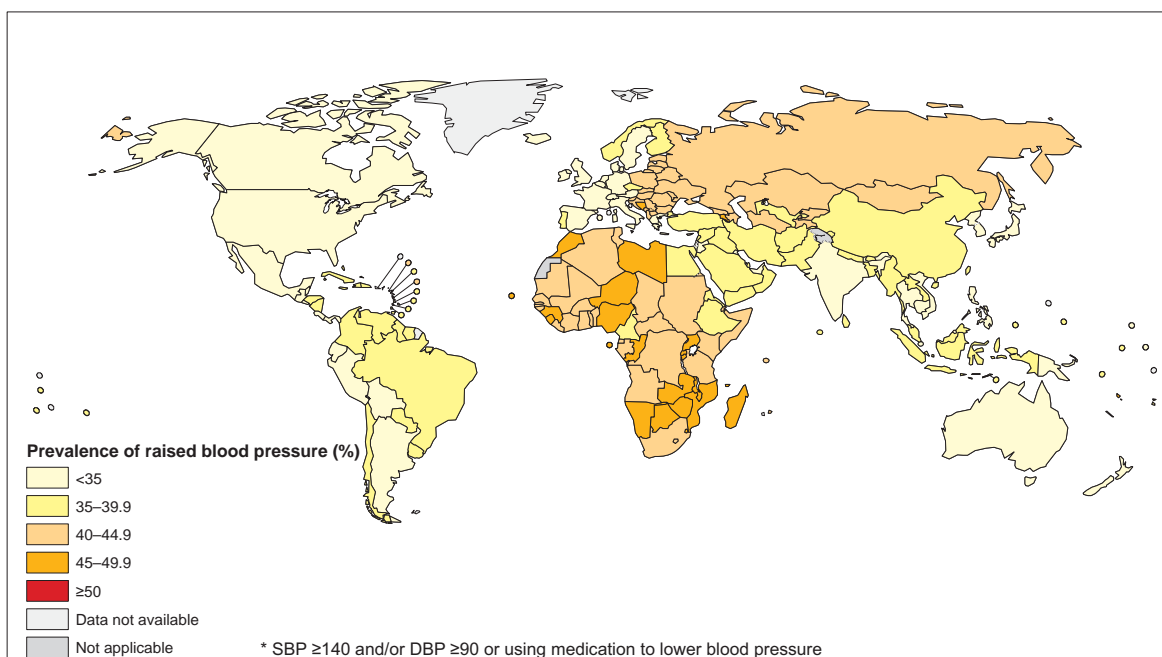 Prevalence of raised blood pressure (%)
<35
35–39.9
40–44.9
45–49.9
≥50
Data not available
Not applicable
* SBP ≥140 and/or DBP ≥90 or using medication to lower blood pressure